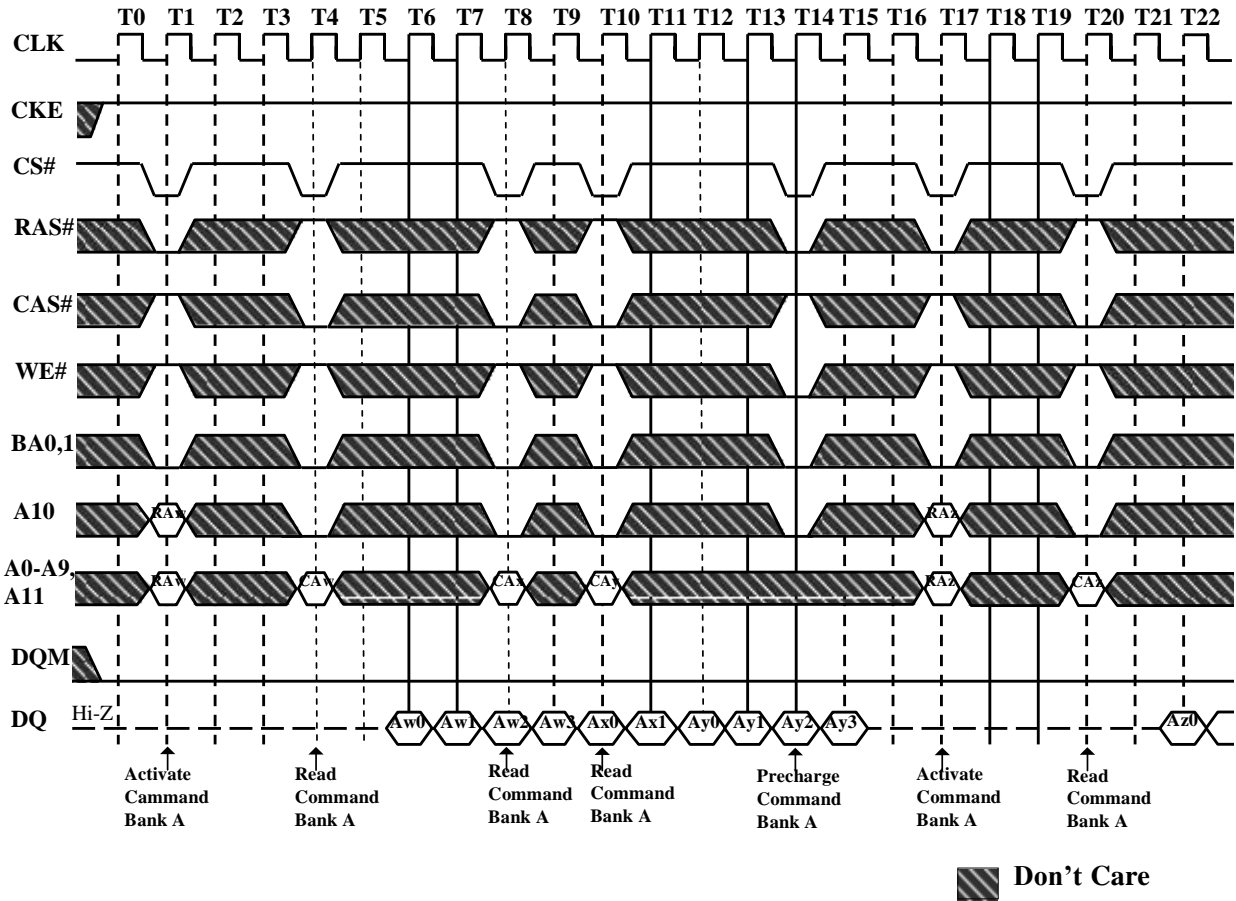 T0 T1 T2 T3 T4 T5 T6 T7 T8 T9 T10 T11 T12 T13 T14 T15 T16 T17 T18 T19 T20 T21 T22
CLK
CKE
CS#
RAS#
CAS#
WE#
BA0,1
A10 RAw RAz
A0-A9,
A11 RAw CAw CAx CAy RAz CAz
DQM
DQ Hi-Z Aw0 Aw1 Aw2 Aw3 Ax0 Ax1 Ay0 Ay1 Ay2 Ay3 Az0
Activate
Cammand
Bank A
Read
Command
Bank A
Read
Command
Bank A
Read
Command
Bank A
Precharge
Command
Bank A
Activate
Command
Bank A
Read
Command
Bank A
Don't Care